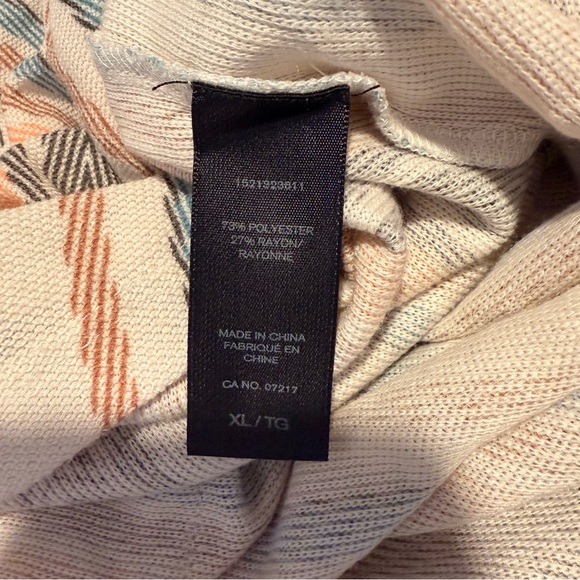 1521323611
73% POLYESTER
27% RAYON/
RAYONNE
MADE IN CHINA
FABRIQUÉ EN
CHINE
CA NO. 07217
XL / TG